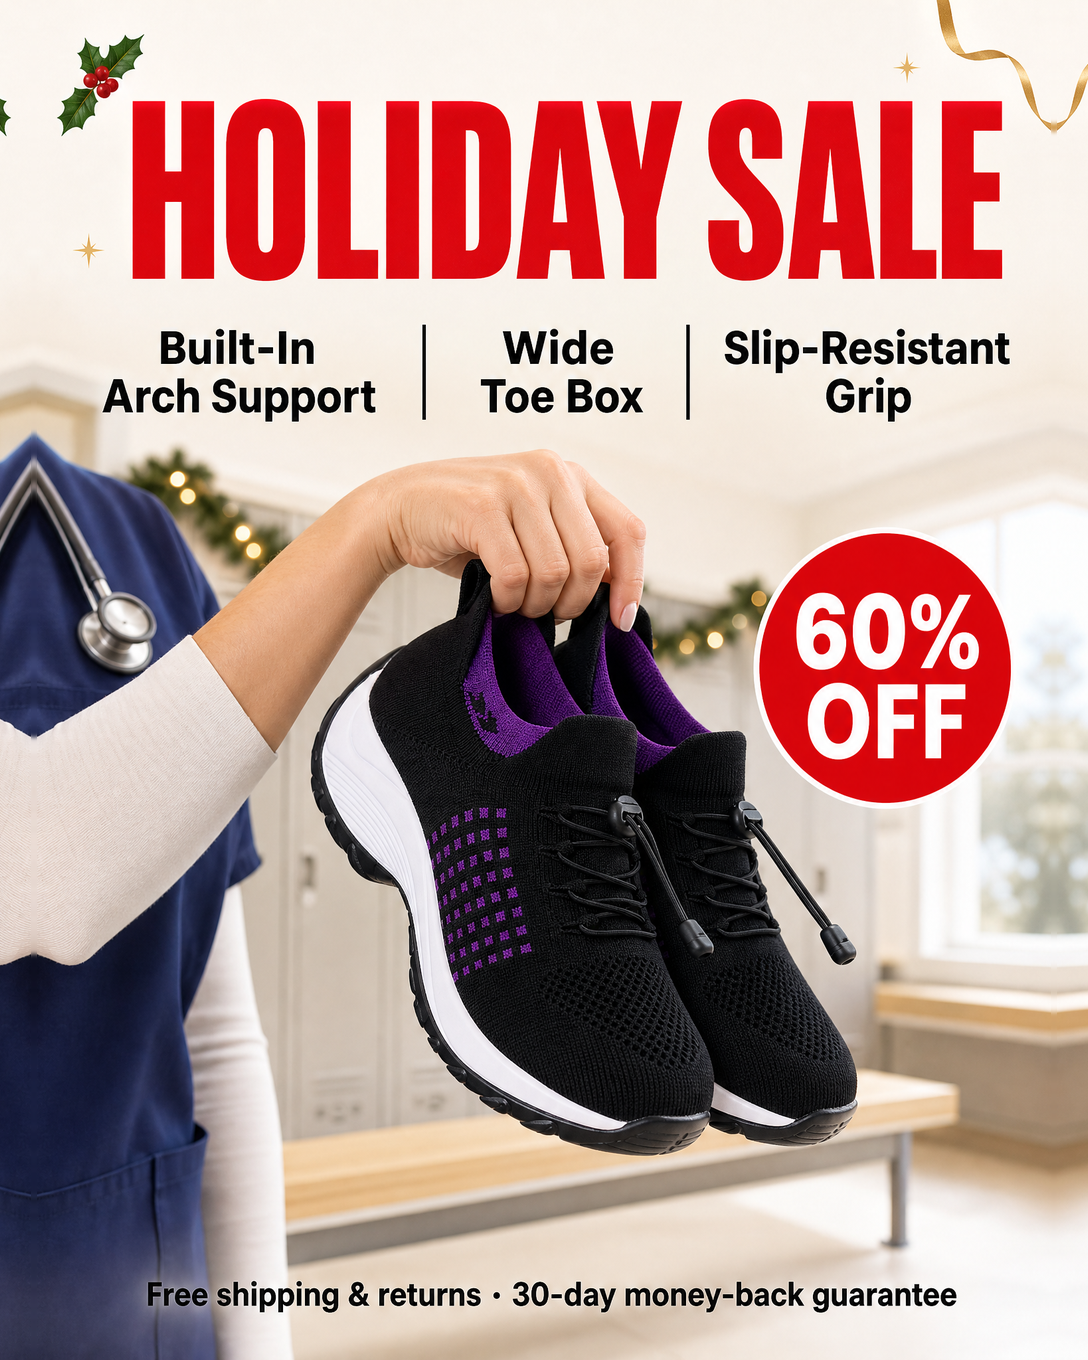 HOLIDAY SALE
Built-In
Arch Support
Wide
Toe Box
Slip-Resistant
Grip
60%
OFF
Free shipping & returns · 30-day money-back guarantee